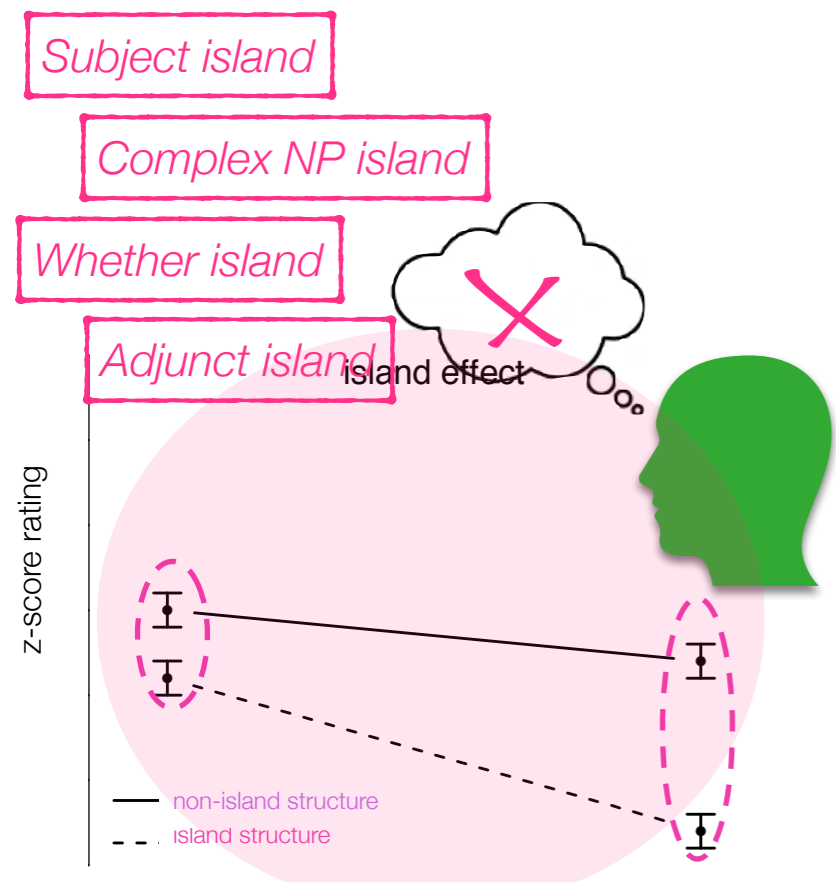 Subject island
Complex NP island
Whether island
Adjunct island
island effect
z-score rating
non-island structure
island structure